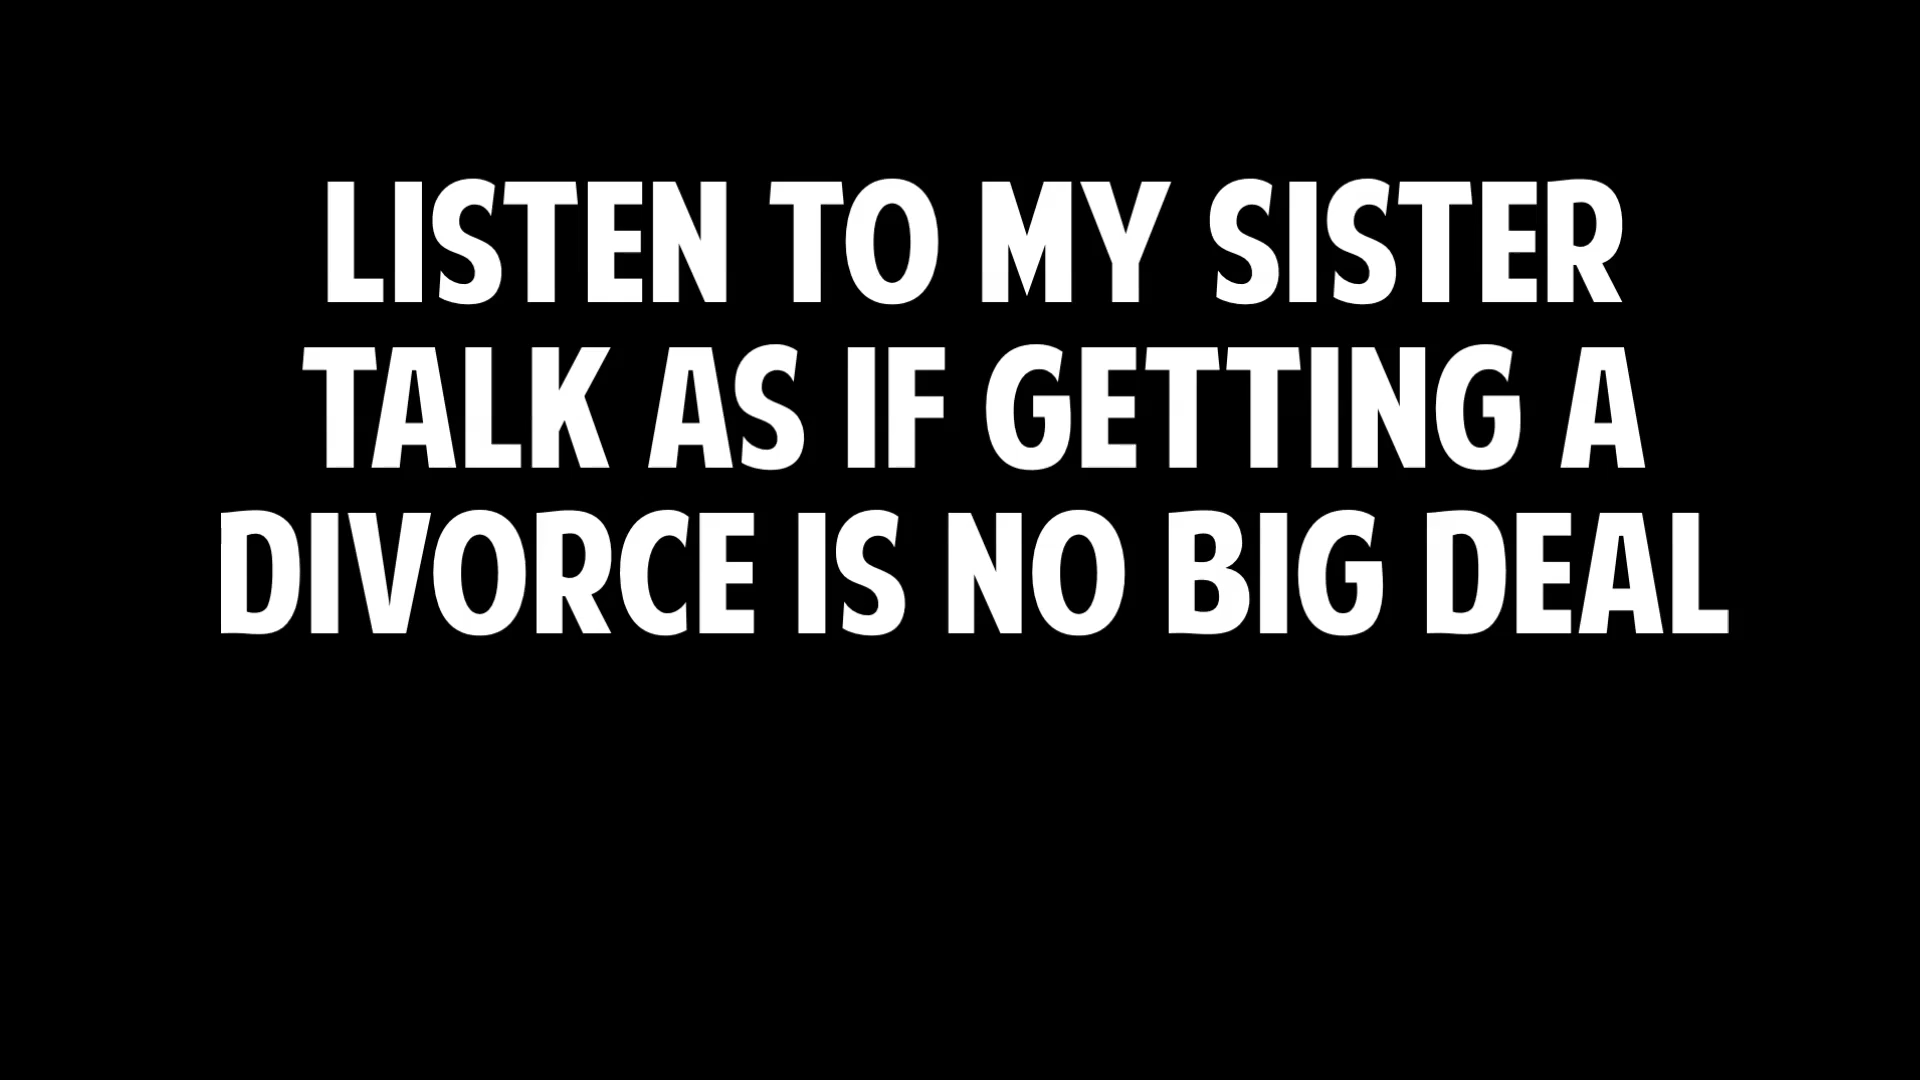 LISTEN TO MY SISTER
TALK AS IF GETTING A
DIVORCE IS NO BIG DEAL